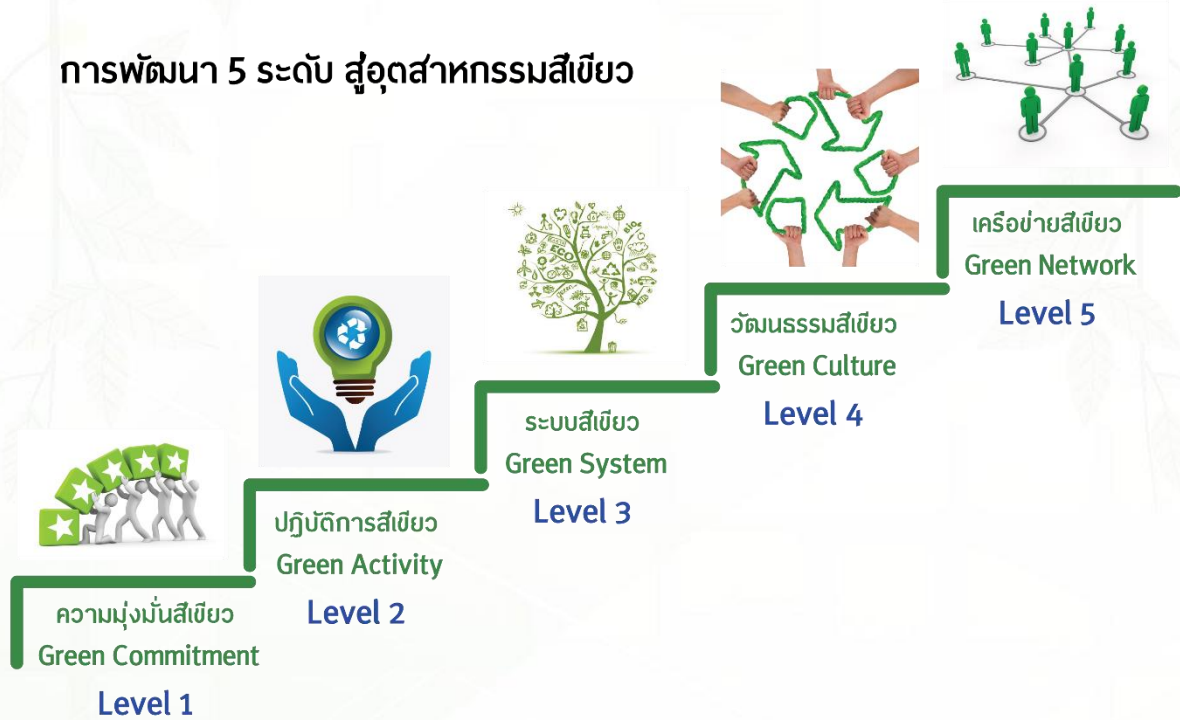 การพัฒนา 5 ระดับ สู่อุตสาหกรรมสีเขียว
ความมุ่งมั่นสีเขียว
Green Commitment
Level 1
ปฏิบัติการสีเขียว
Green Activity
Level 2
ระบบสีเขียว
Green System
Level 3
วัฒนธรรมสีเขียว
Green Culture
Level 4
เครือข่ายสีเขียว
Green Network
Level 5
ECO